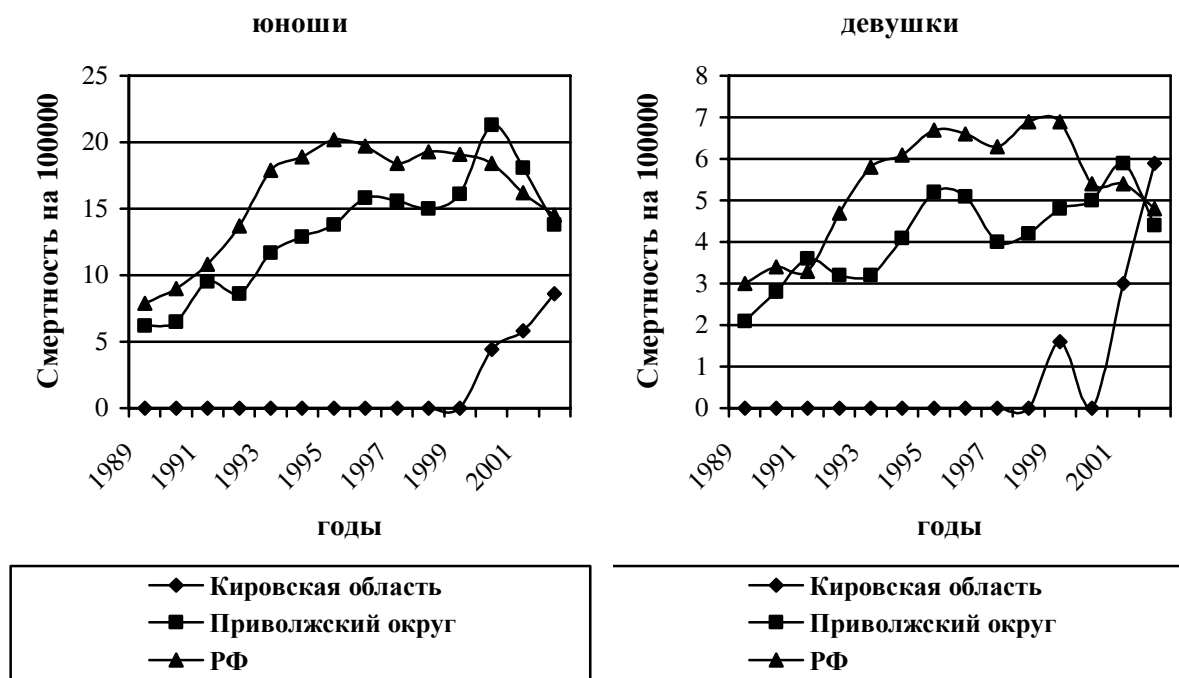 юноши
Смертность на 100000
25
20
15
10
5
0
1989
1991
1993
1995
1997
1999
2001
годы
Кировская область
Приволжский округ
РФ
девушки
Смертность на 100000
8
7
6
5
4
3
2
1
0
1989
1991
1993
1995
1997
1999
2001
годы
Кировская область
Приволжский округ
РФ